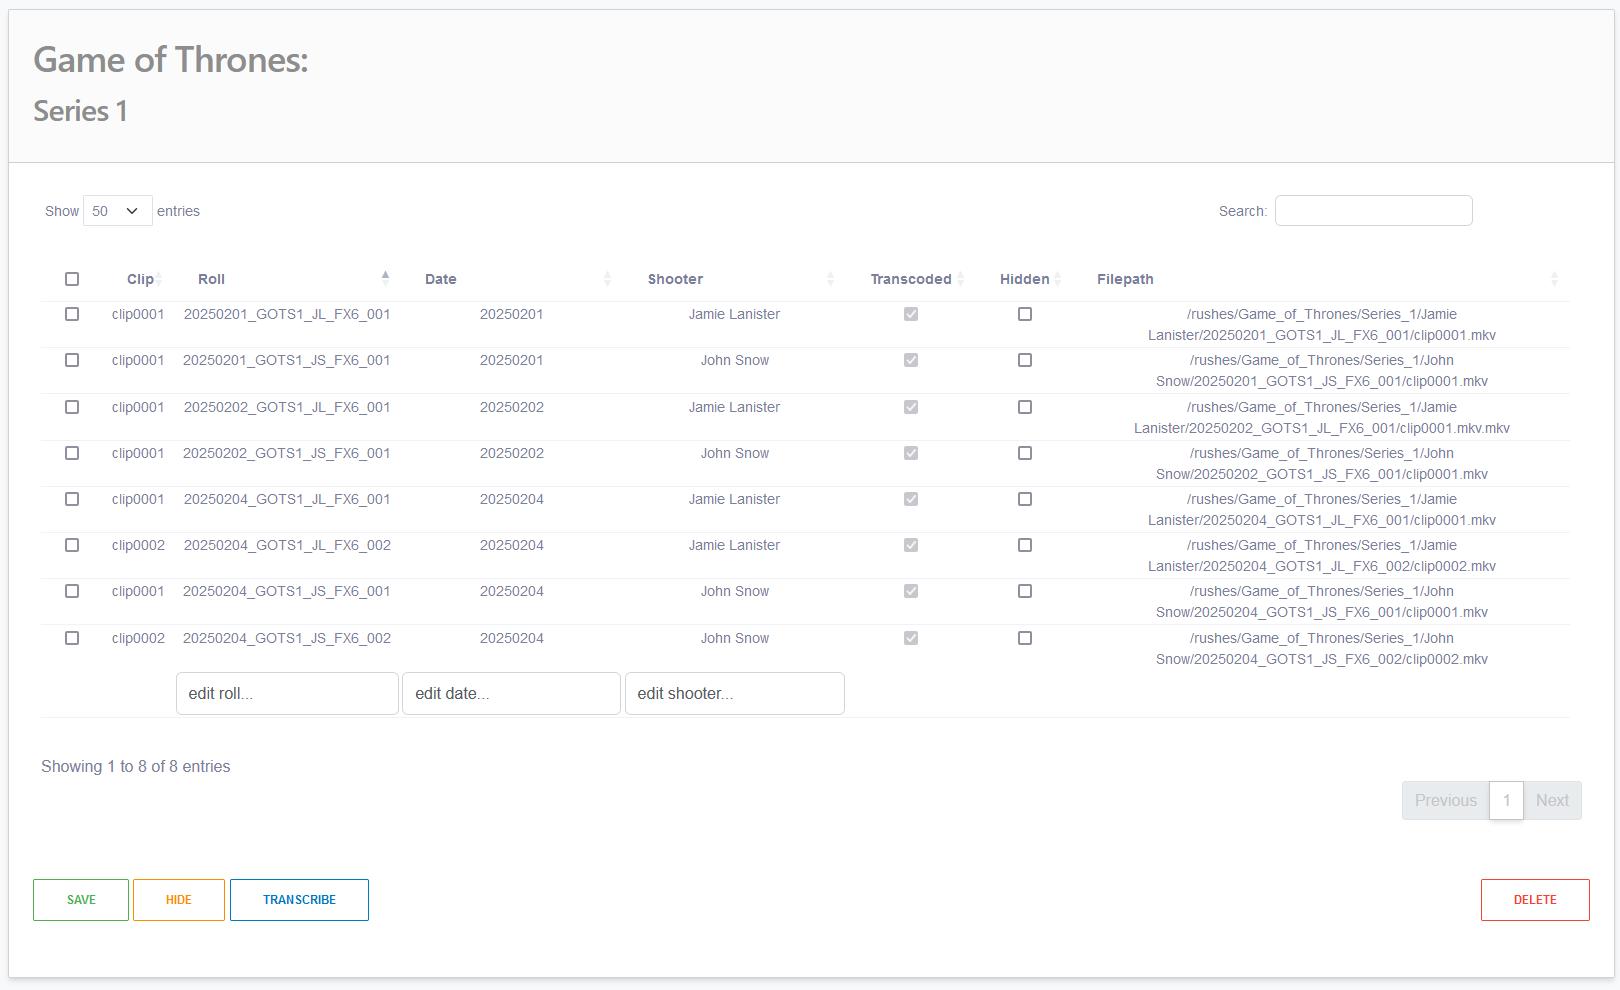 Game of Thrones:
Series 1
Show 50 entries
Search:
Clip Roll Date Shooter Transcoded Hidden Filepath
clip0001 20250201_GOTS1_JL_FX6_001 20250201 Jamie Lanister /rushes/Game_of_Thrones/Series_1/Jamie
Lanister/20250201_GOTS1_JL_FX6_001/clip0001.mkv
clip0001 20250201_GOTS1_JS_FX6_001 20250201 John Snow /rushes/Game_of_Thrones/Series_1/John
Snow/20250201_GOTS1_JS_FX6_001/clip0001.mkv
clip0001 20250202_GOTS1_JL_FX6_001 20250202 Jamie Lanister /rushes/Game_of_Thrones/Series_1/Jamie
Lanister/20250202_GOTS1_JL_FX6_001/clip0001.mkv.mkv
clip0001 20250202_GOTS1_JS_FX6_001 20250202 John Snow /rushes/Game_of_Thrones/Series_1/John
Snow/20250202_GOTS1_JS_FX6_001/clip0001.mkv
clip0001 20250204_GOTS1_JL_FX6_001 20250204 Jamie Lanister /rushes/Game_of_Thrones/Series_1/Jamie
Lanister/20250204_GOTS1_JL_FX6_001/clip0001.mkv
clip0002 20250204_GOTS1_JL_FX6_002 20250204 Jamie Lanister /rushes/Game_of_Thrones/Series_1/Jamie
Lanister/20250204_GOTS1_JL_FX6_002/clip0002.mkv
clip0001 20250204_GOTS1_JS_FX6_001 20250204 John Snow /rushes/Game_of_Thrones/Series_1/John
Snow/20250204_GOTS1_JS_FX6_001/clip0001.mkv
clip0002 20250204_GOTS1_JS_FX6_002 20250204 John Snow /rushes/Game_of_Thrones/Series_1/John
Snow/20250204_GOTS1_JS_FX6_002/clip0002.mkv
edit roll... edit date... edit shooter...
Showing 1 to 8 of 8 entries
Previous 1 Next
SAVE HIDE TRANSCRIBE DELETE